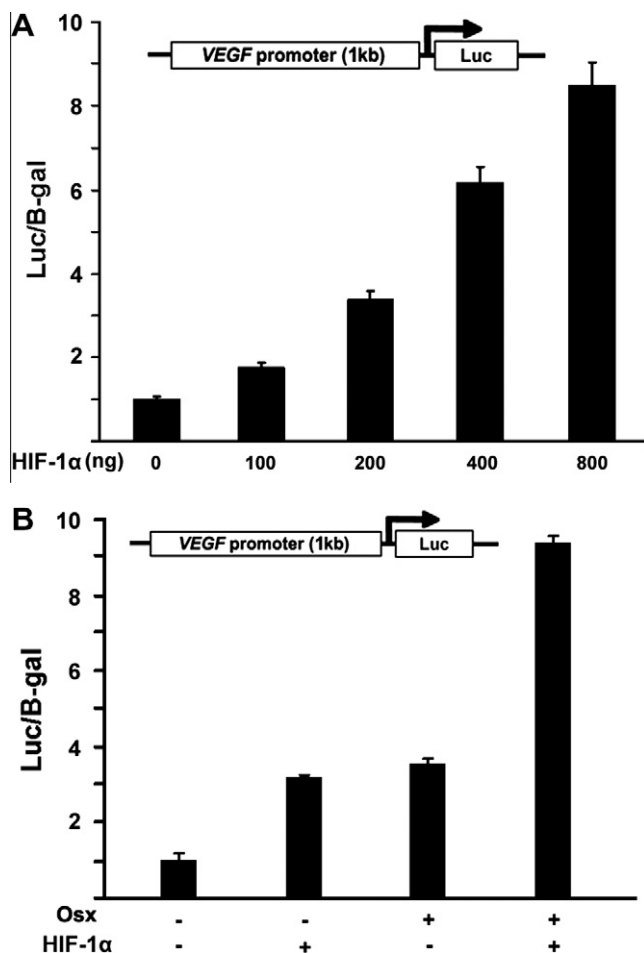 A
10
VEGF promoter (1kb) Luc
8
6
4
2
Luc/B-gal
HIF-1α (ng) 0 100 200 400 800
B
10
VEGF promoter (1kb) Luc
8
6
4
2
Luc/B-gal
Osx - - + +
HIF-1α - + - +